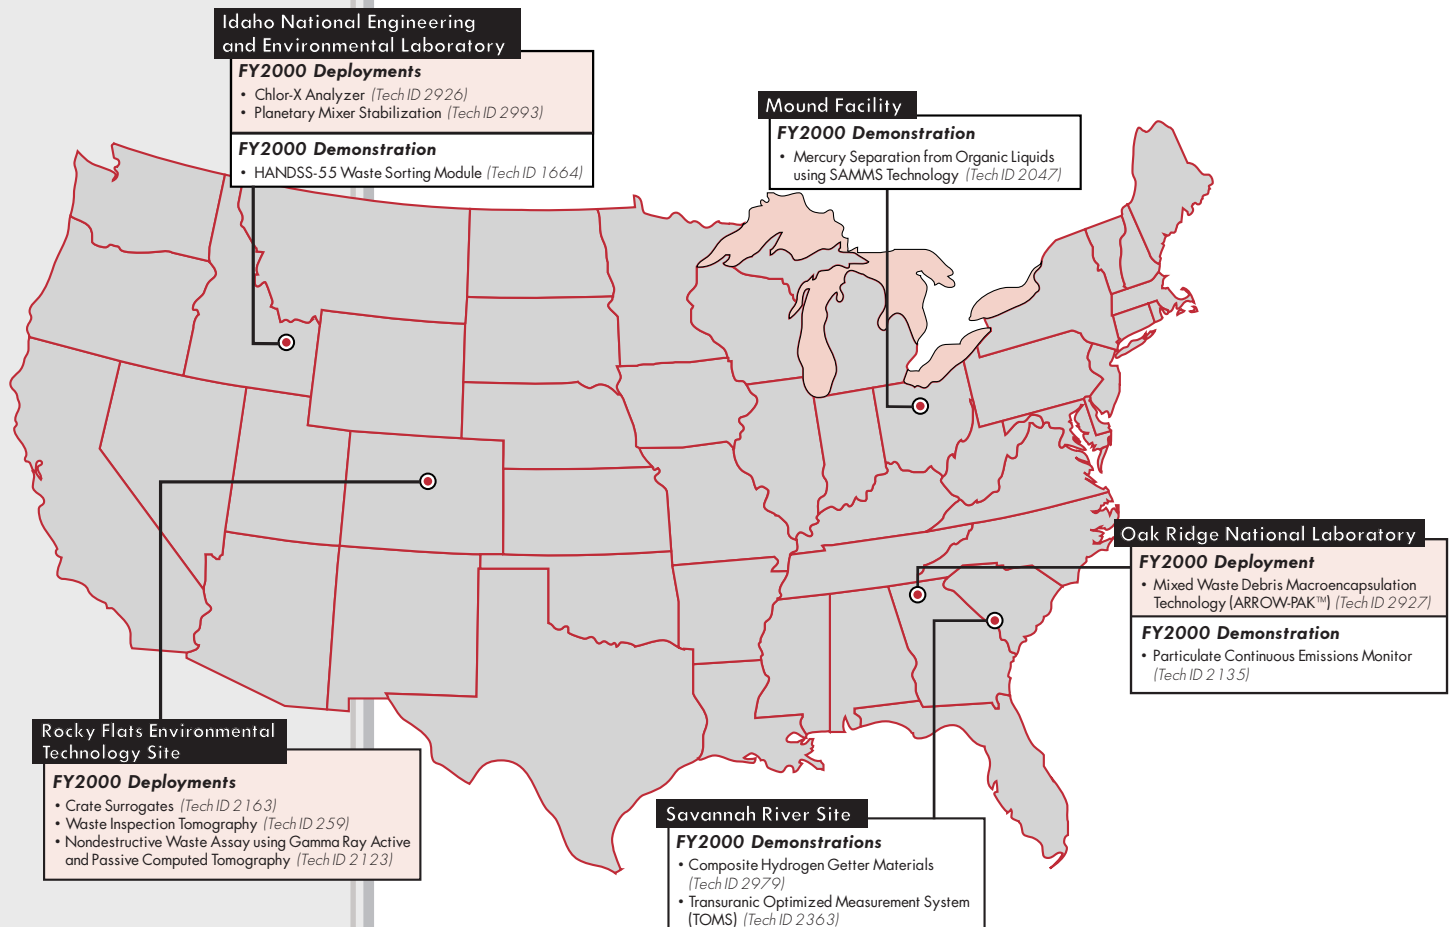 Idaho National Engineering
and Environmental Laboratory
FY2000 Deployments
• Chlor-X Analyzer (Tech ID 2926)
• Planetary Mixer Stabilization (Tech ID 2993)
FY2000 Demonstration
• HANDSS-55 Waste Sorting Module (Tech ID 1664)
Mound Facility
FY2000 Demonstration
• Mercury Separation from Organic Liquids
using SAMMS Technology (Tech ID 2047)
Oak Ridge National Laboratory
FY2000 Deployment
• Mixed Waste Debris Macroencapsulation
Technology (ARROW-PAK™) (Tech ID 2927)
FY2000 Demonstration
• Particulate Continuous Emissions Monitor
(Tech ID 2135)
Rocky Flats Environmental
Technology Site
FY2000 Deployments
• Crate Surrogates (Tech ID 2163)
• Waste Inspection Tomography (Tech ID 259)
• Nondestructive Waste Assay using Gamma Ray Active
and Passive Computed Tomography (Tech ID 2123)
Savannah River Site
FY2000 Demonstrations
• Composite Hydrogen Getter Materials
(Tech ID 2979)
• Transuranic Optimized Measurement System
(TOMS) (Tech ID 2363)